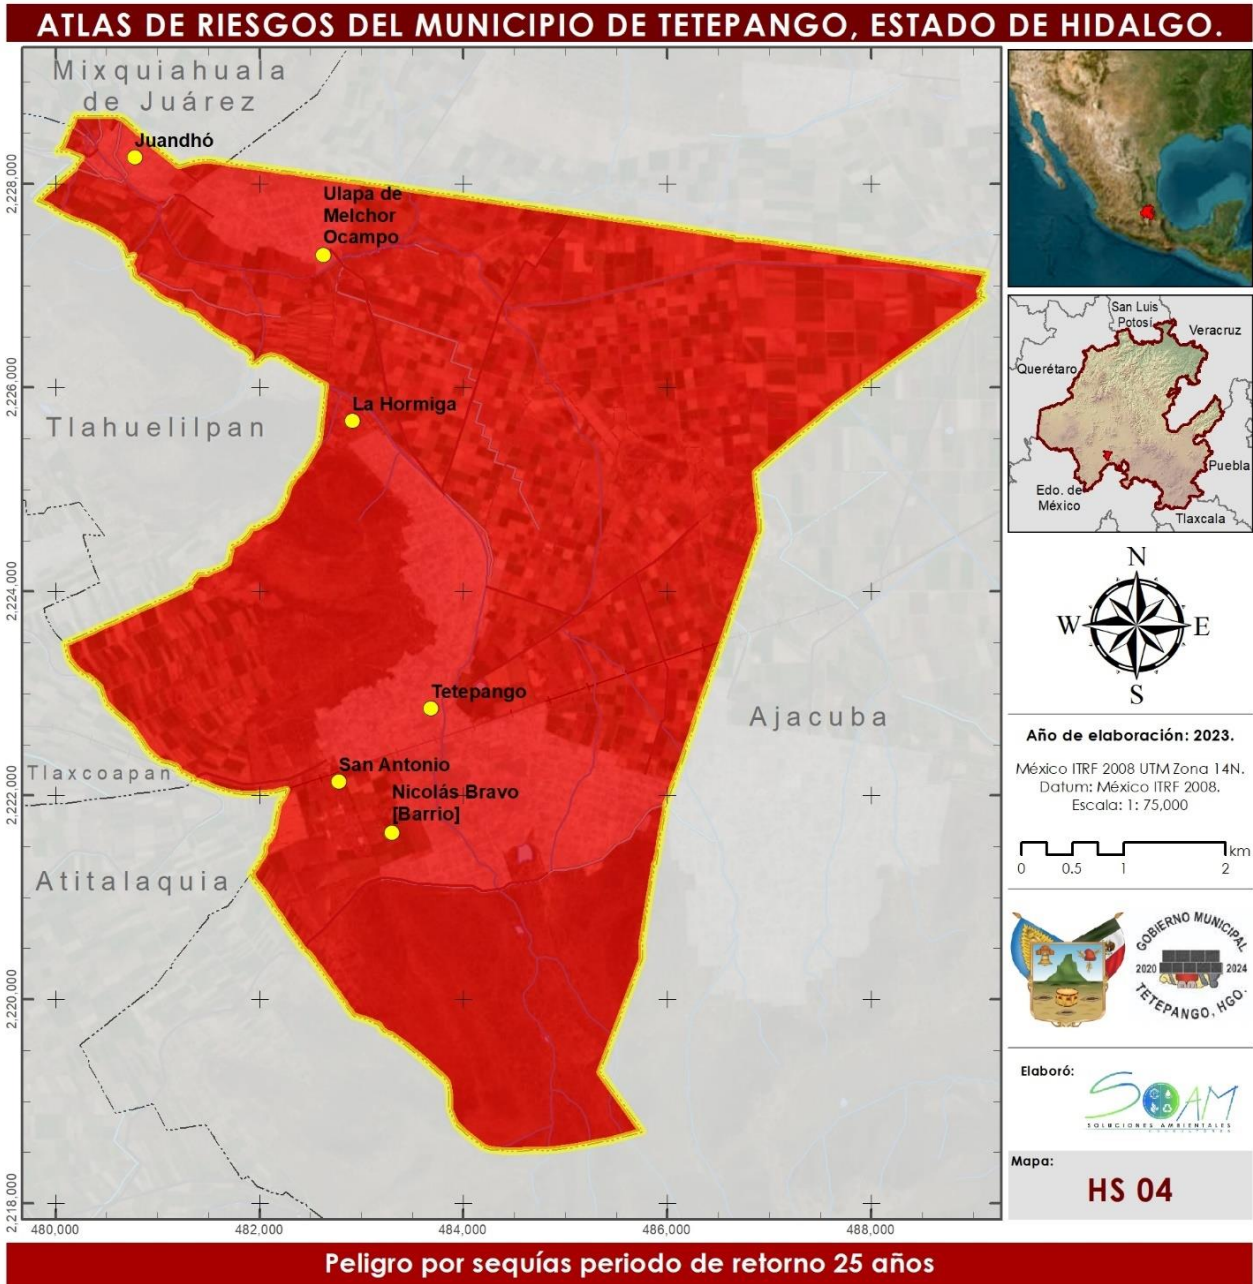 ATLAS DE RIESGOS DEL MUNICIPIO DE TETEPANGO, ESTADO DE HIDALGO.
Mixquiahuala
de Juárez
Juandhó
Ulapa de
Melchor
Ocampo
La Hormiga
Tlahuelilpan
Tetepango
Ajacuba
San Antonio
Tlaxcoapan
Nicolás Bravo
[Barrio]
Atitalaquia
2,228,000
2,226,000
2,224,000
2,222,000
2,220,000
2,218,000
480,000
482,000
484,000
486,000
488,000
San Luis
Potosí
Veracruz
Querétaro
Puebla
Edo. de
México
Tlaxcala
N
W
E
S
Año de elaboración: 2023.
México ITRF 2008 UTM Zona 14N.
Datum: México ITRF 2008.
Escala: 1: 75,000
km
0 0.5 1 2
GOBIERNO MUNICIPAL
2020 2024
TETEPANGO, HGO.
Elaboró:
SOAM
SOLUCIONES AMBIENTALES
Mapa:
HS 04
Peligro por sequías periodo de retorno 25 años